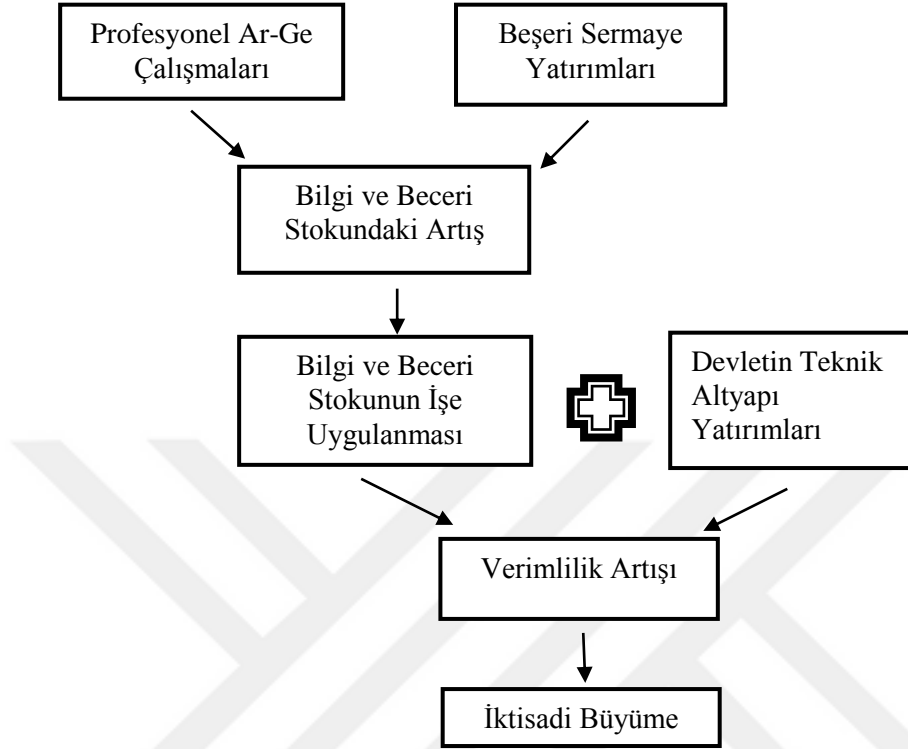 Profesyonel Ar-Ge
Çalışmaları
Beşeri Sermaye
Yatırımları
Bilgi ve Beceri
Stokundaki Artış
Bilgi ve Beceri
Stokunun İşe
Uygulanması
Devletin Teknik
Altyapı
Yatırımları
Verimlilik Artışı
İktisadi Büyüme